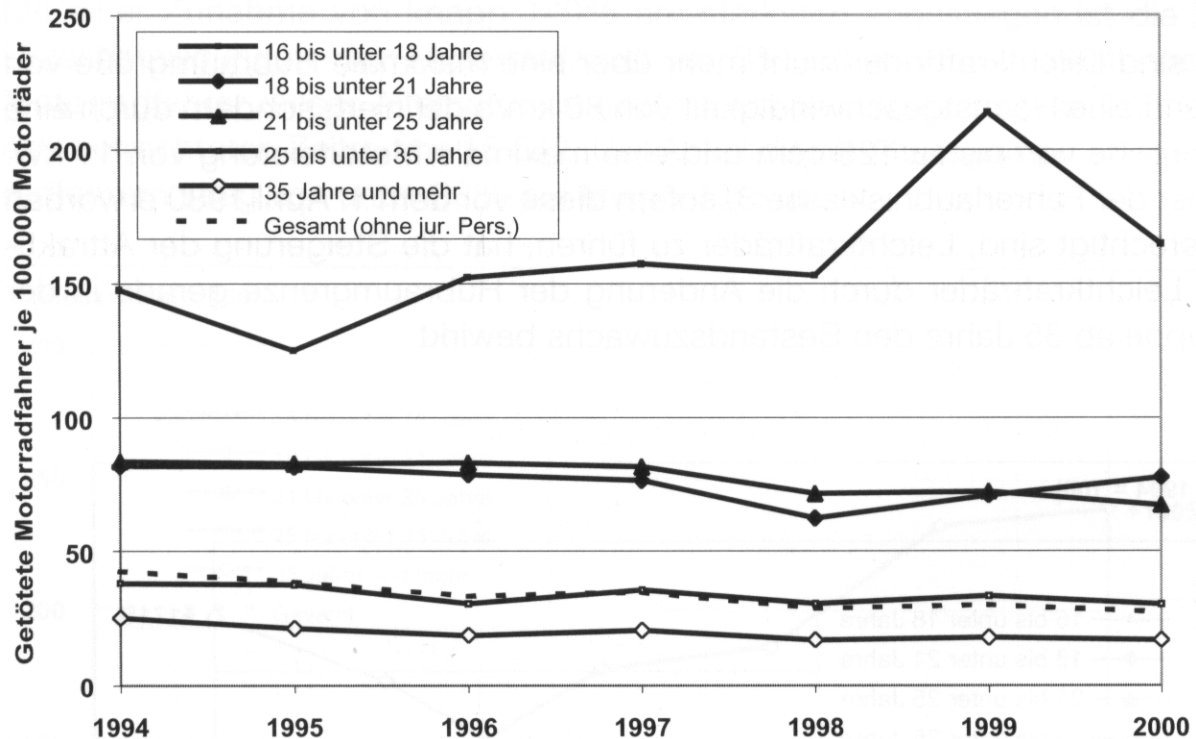 Getötete Motorradfahrer je 100.000 Motorräder
250
200
150
100
50
0
16 bis unter 18 Jahre
18 bis unter 21 Jahre
21 bis unter 25 Jahre
25 bis unter 35 Jahre
35 Jahre und mehr
Gesamt (ohne jur. Pers.)
1994 1995 1996 1997 1998 1999 2000